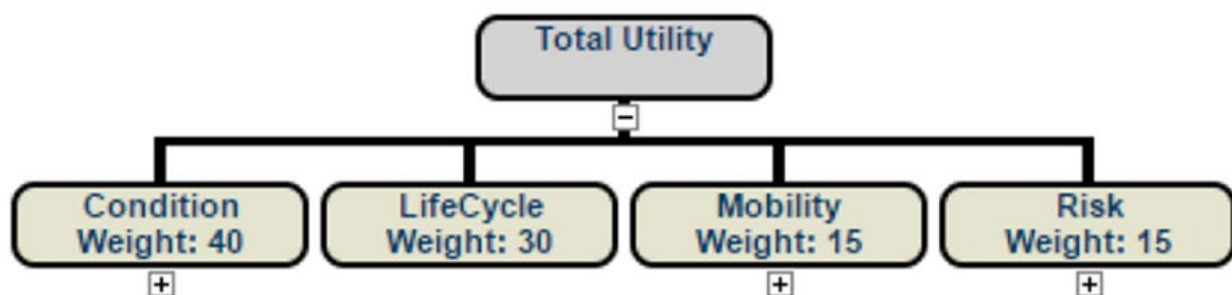 Total Utility
Condition
Weight: 40
LifeCycle
Weight: 30
Mobility
Weight: 15
Risk
Weight: 15